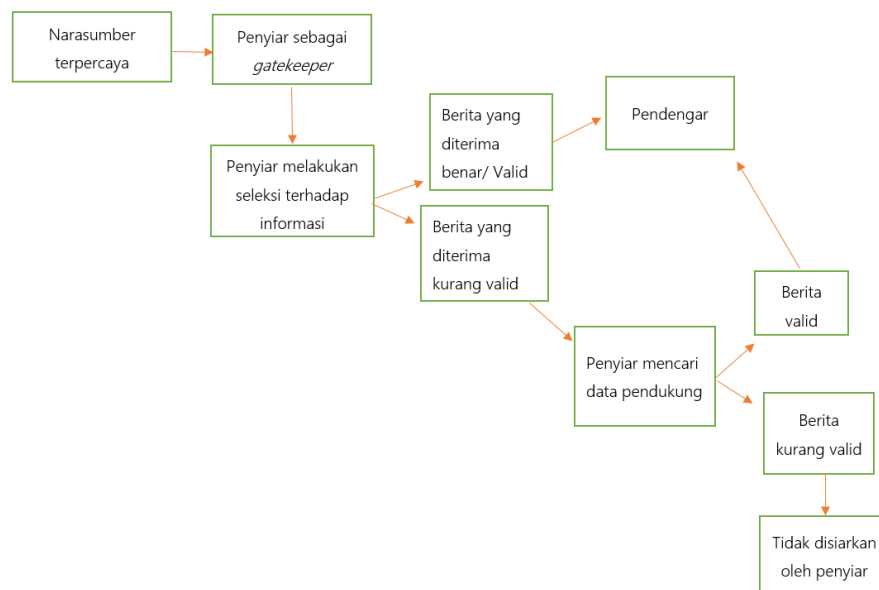 Narasumber
terpercaya
Penyiar sebagai
gatekeeper
Penyiar melakukan
seleksi terhadap
informasi
Berita yang
diterima
benar/ Valid
Pendengar
Berita yang
diterima
kurang valid
Penyiar mencari
data pendukung
Berita
valid
Berita
kurang valid
Tidak disiarkan
oleh penyiar